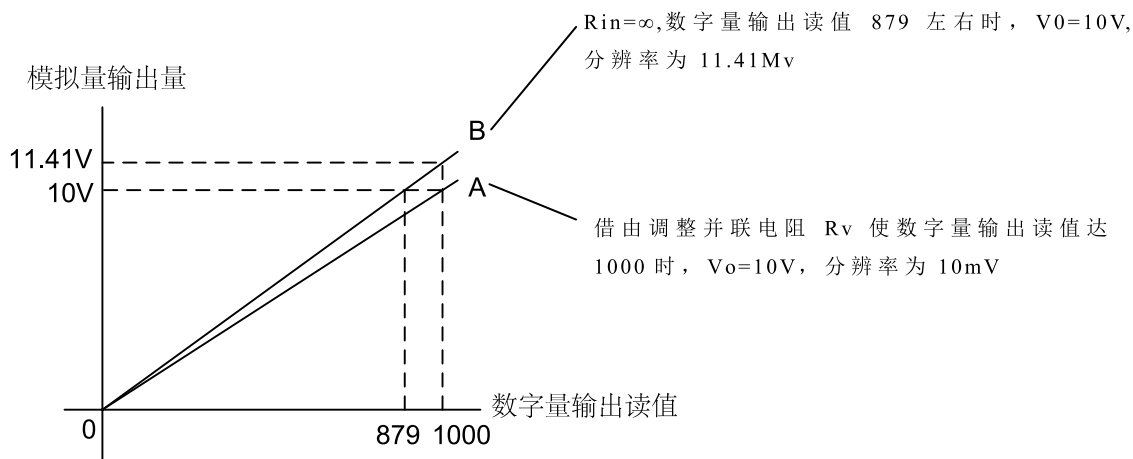 Rin=∞,数字量输出读值 879 左右时，V0=10V,
分辨率为 11.41Mv
模拟量输出量
B
11.41V
10V
A
借由调整并联电阻 Rv 使数字量输出读值达
1000 时，Vo=10V，分辨率为 10mV
数字量输出读值
0
879 1000